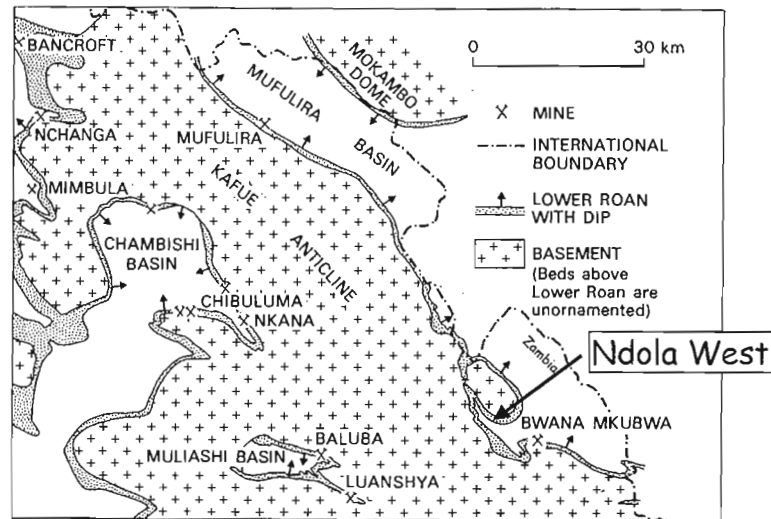 BANCROFT
NCHANGA
MIMBULA
MUFULIRA
MUFULIRA
BASIN
MOKAMBO
DOME
KAFUE
ANTICLINE
CHAMBISHI
BASIN
CHIBULUMA
NKANA
MULIASHI BASIN
BALUBA
LUANSHYA
0 30 km
X MINE
INTERNATIONAL
BOUNDARY
LOWER ROAN
WITH DIP
BASEMENT
(Beds above
Lower Roan are
unornamented)
Zambia
Ndola West
BWANA MKUBWA